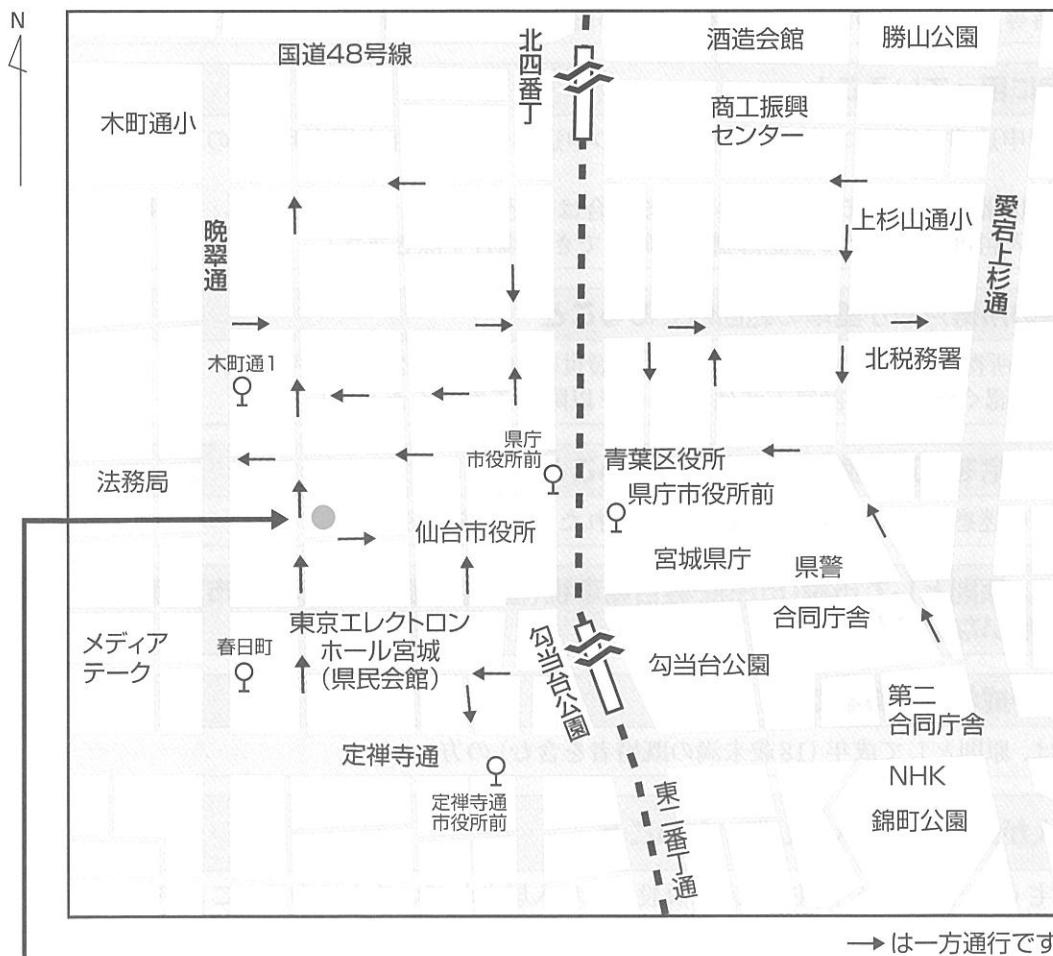 N
国道48号線
北四番丁
酒造会館
勝山公園
木町通小
商工振興
センター
晩翠通
上杉山通小
愛宕上杉通
木町通1
北税務署
県庁
市役所前
青葉区役所
県庁市役所前
法務局
仙台市役所
宮城県庁
県警
メディア
テーク
春日町
東京エレクトロン
ホール宮城
(県民会館)
勾当台公園
合同庁舎
勾当台公園
第二
合同庁舎
定禅寺通
定禅寺通
市役所前
東二番丁通
NHK
錦町公園
→は一方通行です